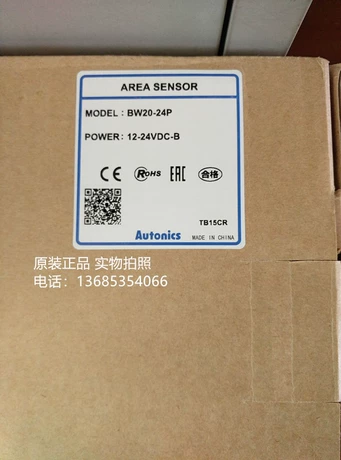 AREA SENSOR
MODEL : BW20-24P
POWER: 12-24VDC-B
CE RoHS EAC 合格
TB15CR
Autonics MADE IN CHINA
原装正品 实物拍照
电话：13685354066